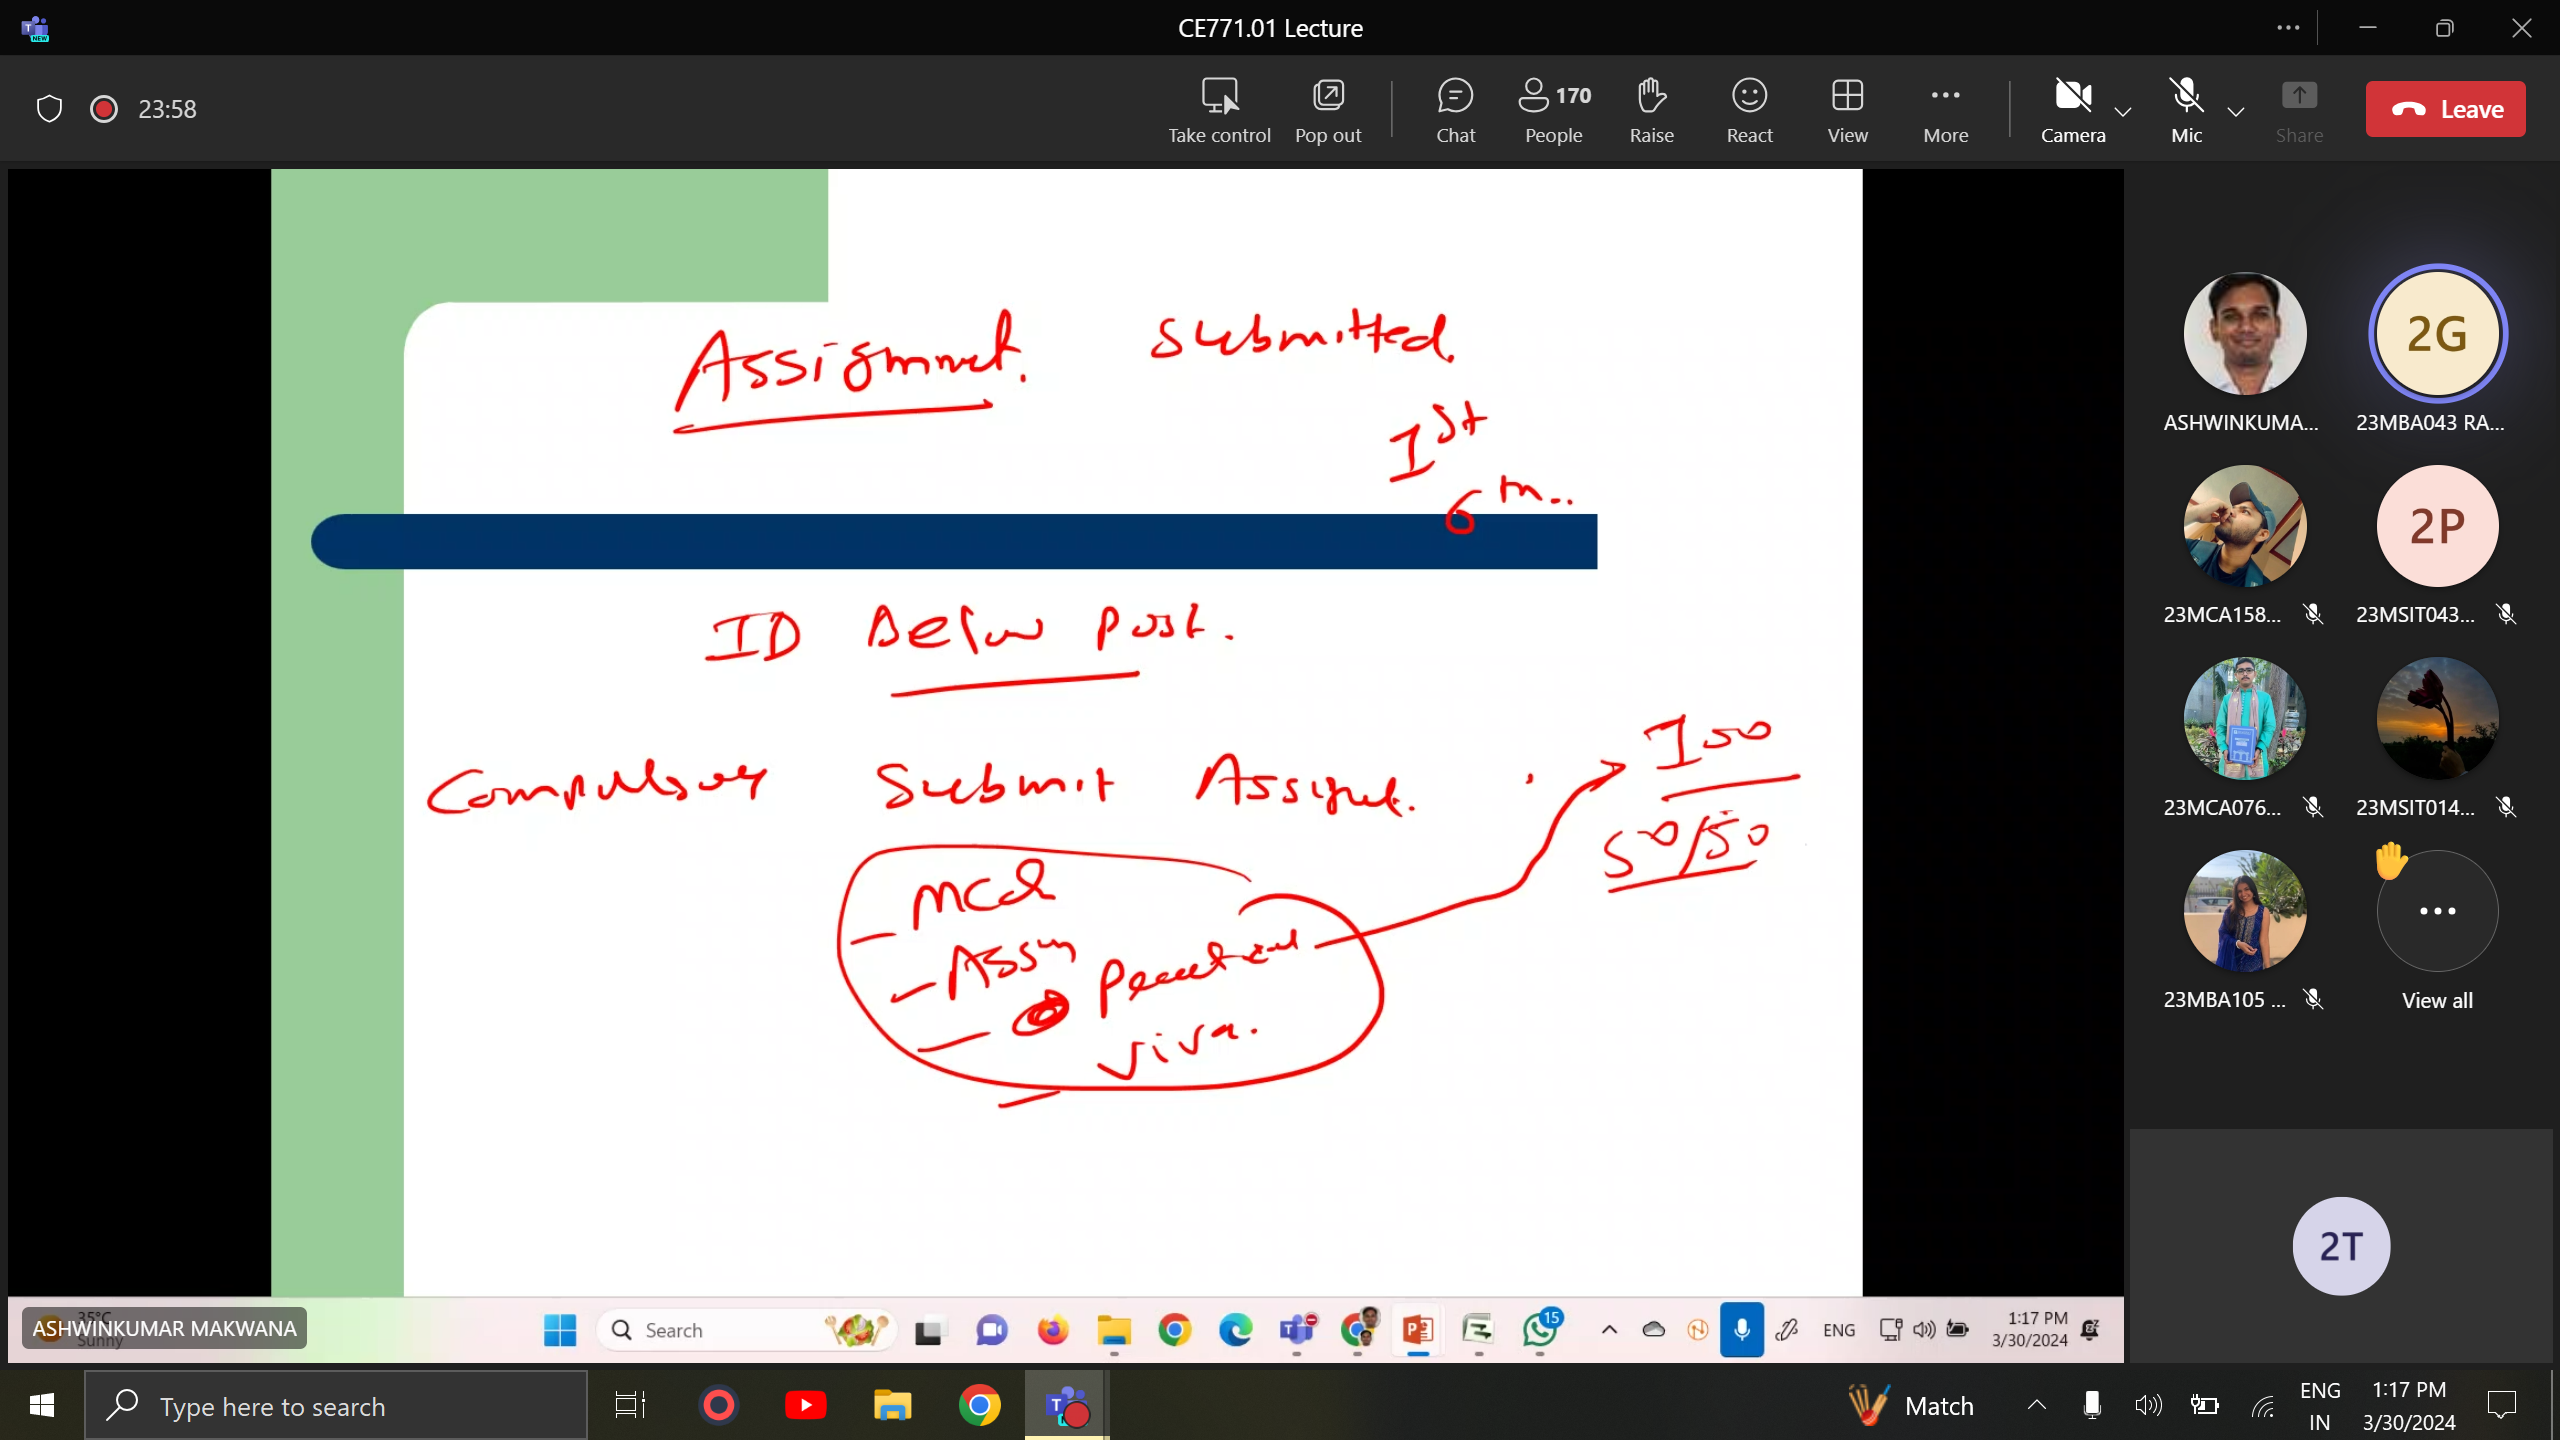 CE771.01 Lecture
23:58
Take control
Pop out
Chat
170
People
Raise
React
View
More
Camera
Mic
Share
Leave
Assignment. Submitted.
1st
6th..
ID Below post.
Compulsory Submit Assignt.
I 50
50/50
- MCQ
- Assn
- Practical
viva.
ASHWINKUMA...
23MBA043 RA...
2G
23MCA158...
23MSIT043...
2P
23MCA076...
23MSIT014...
23MBA105 ...
View all
2T
35°C
Sunny
ASHWINKUMAR MAKWANA
Search
15
ENG
1:17 PM
3/30/2024
Type here to search
Match
ENG
IN
1:17 PM
3/30/2024